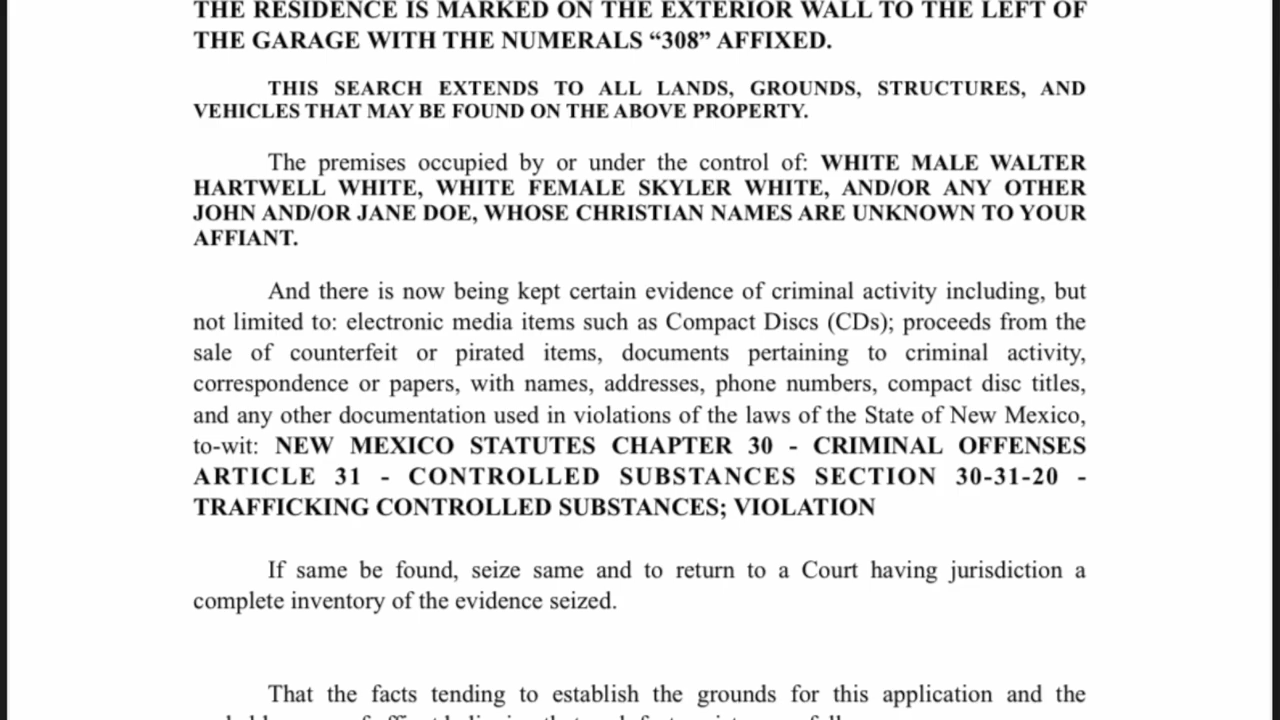 THE RESIDENCE IS MARKED ON THE EXTERIOR WALL TO THE LEFT OF
THE GARAGE WITH THE NUMERALS “308” AFFIXED.
THIS SEARCH EXTENDS TO ALL LANDS, GROUNDS, STRUCTURES, AND
VEHICLES THAT MAY BE FOUND ON THE ABOVE PROPERTY.
The premises occupied by or under the control of: WHITE MALE WALTER
HARTWELL WHITE, WHITE FEMALE SKYLER WHITE, AND/OR ANY OTHER
JOHN AND/OR JANE DOE, WHOSE CHRISTIAN NAMES ARE UNKNOWN TO YOUR
AFFIANT.
And there is now being kept certain evidence of criminal activity including, but
not limited to: electronic media items such as Compact Discs (CDs); proceeds from the
sale of counterfeit or pirated items, documents pertaining to criminal activity,
correspondence or papers, with names, addresses, phone numbers, compact disc titles,
and any other documentation used in violations of the laws of the State of New Mexico,
to-wit: NEW MEXICO STATUTES CHAPTER 30 - CRIMINAL OFFENSES
ARTICLE 31 - CONTROLLED SUBSTANCES SECTION 30-31-20 -
TRAFFICKING CONTROLLED SUBSTANCES; VIOLATION
If same be found, seize same and to return to a Court having jurisdiction a
complete inventory of the evidence seized.
That the facts tending to establish the grounds for this application and the